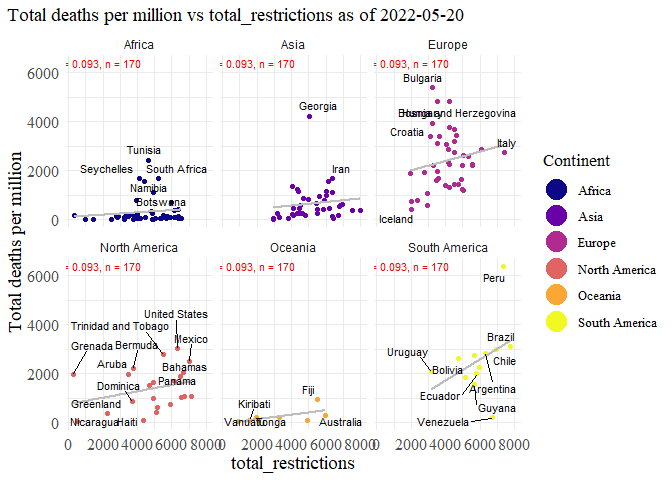 Total deaths per million vs total_restrictions as of 2022-05-20
Africa Asia Europe
= 0.093, n = 170 = 0.093, n = 170 = 0.093, n = 170
6000
4000
2000
0
Tunisia
Seychelles South Africa
Namibia
Botswana
Georgia
Iran
Bulgaria
Bosnia and Herzegovina
Croatia
Italy
Iceland
North America Oceania South America
= 0.093, n = 170 = 0.093, n = 170 = 0.093, n = 170
6000
4000
2000
0
United States
Trinidad and Tobago
Grenada Bermuda Mexico
Aruba Bahamas
Dominica Panama
Greenland
Nicaragua Haiti
Fiji
Kiribati
Vanuatu Tonga Australia
Peru
Brazil
Uruguay
Chile
Bolivia
Argentina
Ecuador
Guyana
Venezuela
0 2000 4000 6000 8000 0 2000 4000 6000 8000 0 2000 4000 6000 8000
total_restrictions
Total deaths per million
Continent
Africa
Asia
Europe
North America
Oceania
South America